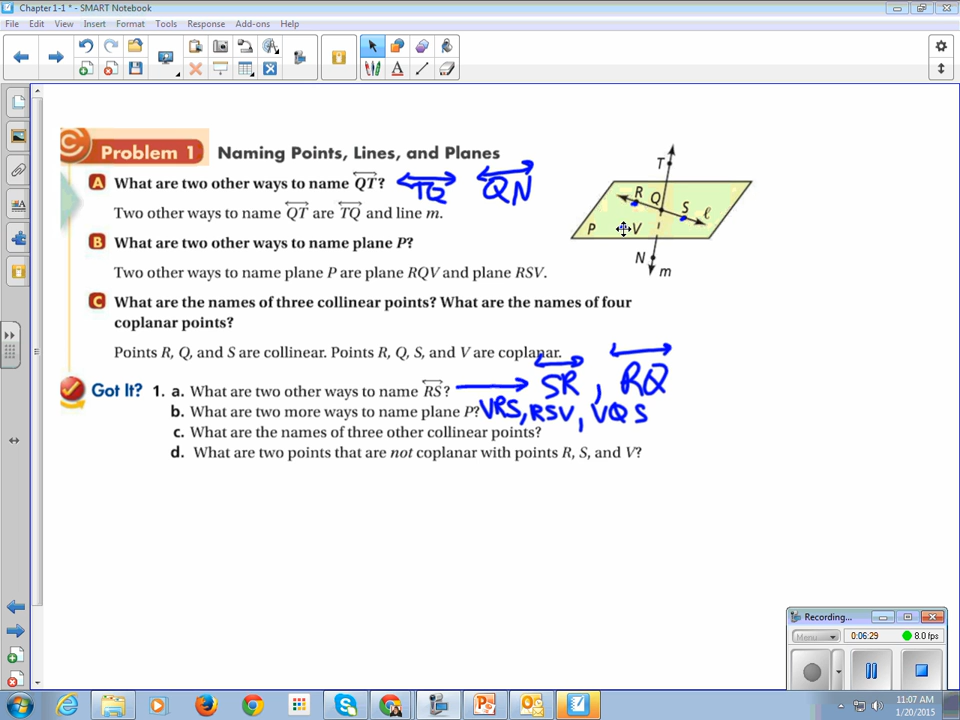 Chapter 1-1 * - SMART Notebook
File Edit View Insert Format Tools Response Add-ons Help
C Problem 1 Naming Points, Lines, and Planes
A What are two other ways to name QT? TQ QN
Two other ways to name QT are TQ and line m.
B What are two other ways to name plane P?
Two other ways to name plane P are plane RQV and plane RSV.
C What are the names of three collinear points? What are the names of four
coplanar points?
Points R, Q, and S are collinear. Points R, Q, S, and V are coplanar.
T
R Q S ℓ
P V
N
m
Got It? 1. a. What are two other ways to name RS? SR , RQ
b. What are two more ways to name plane P? VRS, RSV, VQS
c. What are the names of three other collinear points?
d. What are two points that are not coplanar with points R, S, and V?
Recording...
Menu 0:06:29 8.0 fps
11:07 AM
1/20/2015